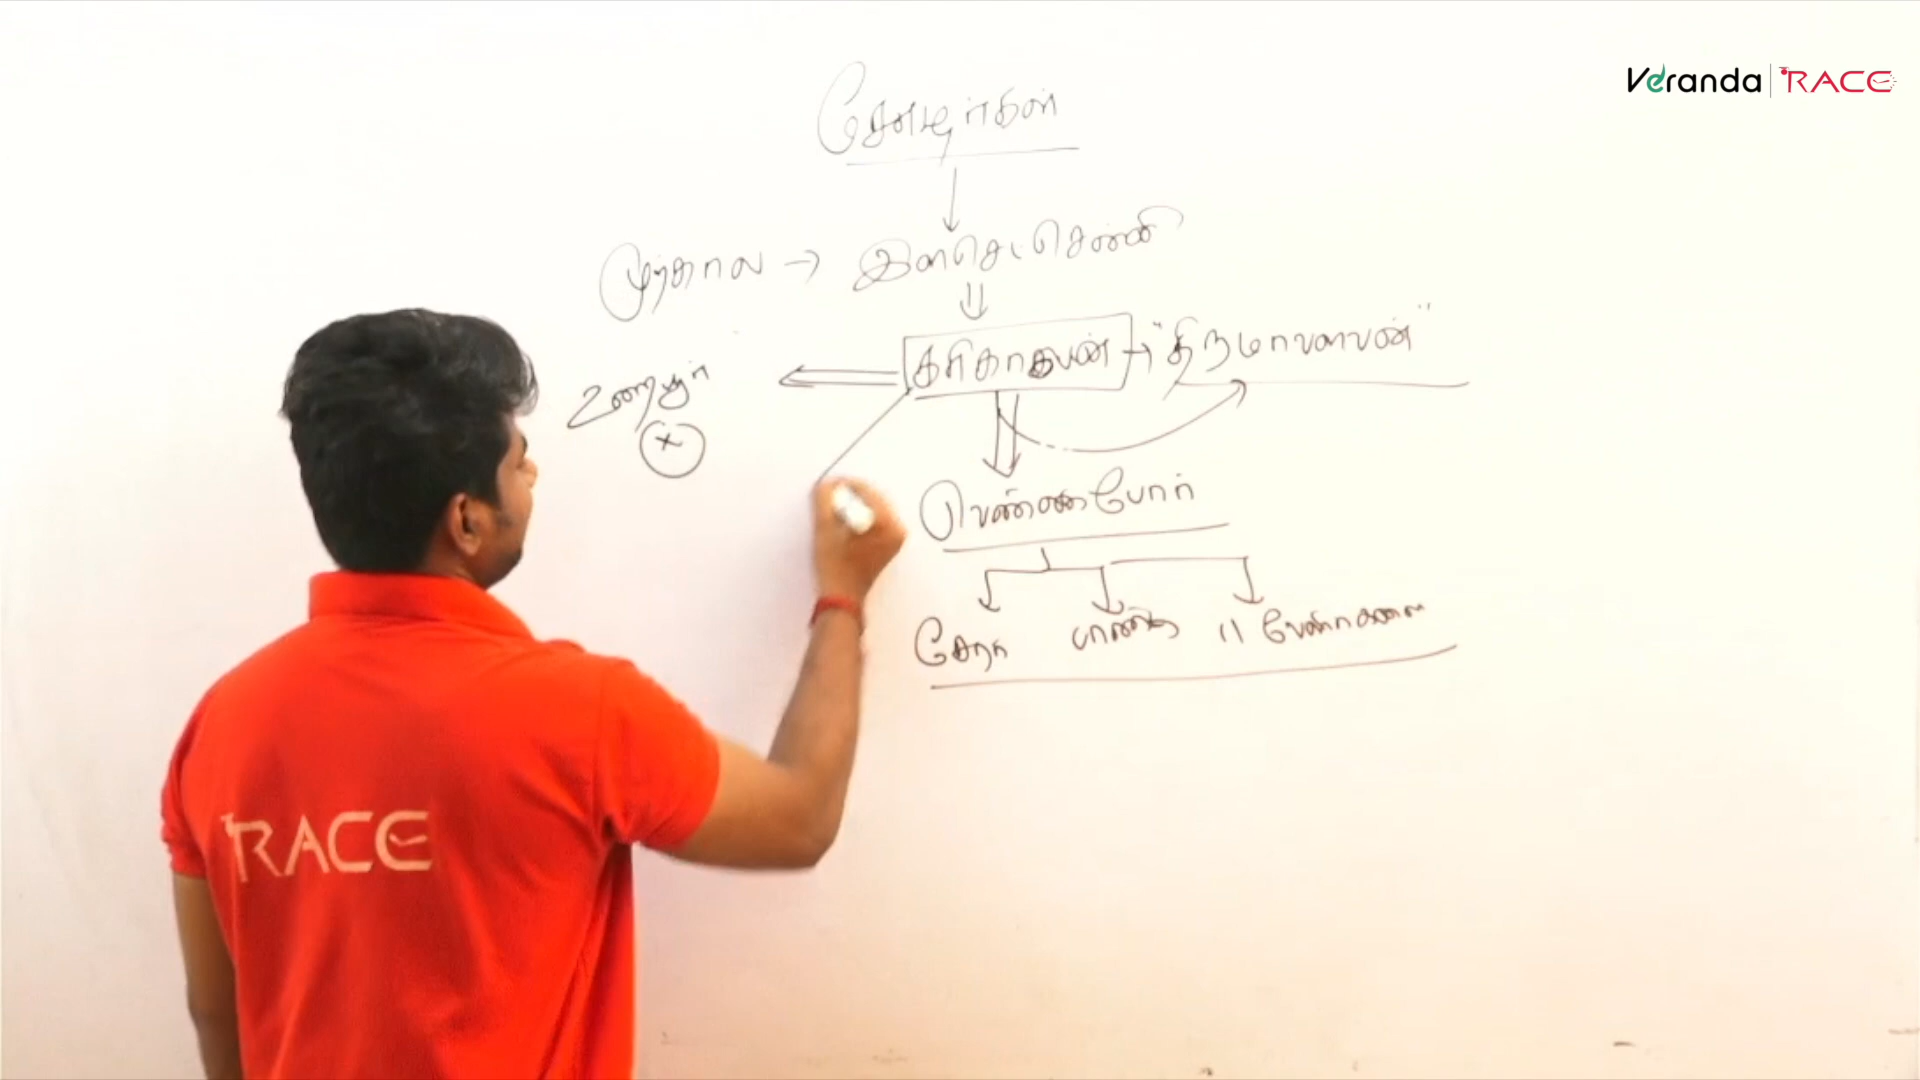 Veranda | RACE
சோழர்கள்
முற்கால → இளஞ்செட்சென்னி
கரிகாலன் → "திருமாவளவன்"
உறையூர்
வெண்ணிபோர்
சேரா பாண்டி 11 வேளிர்களை
RACE